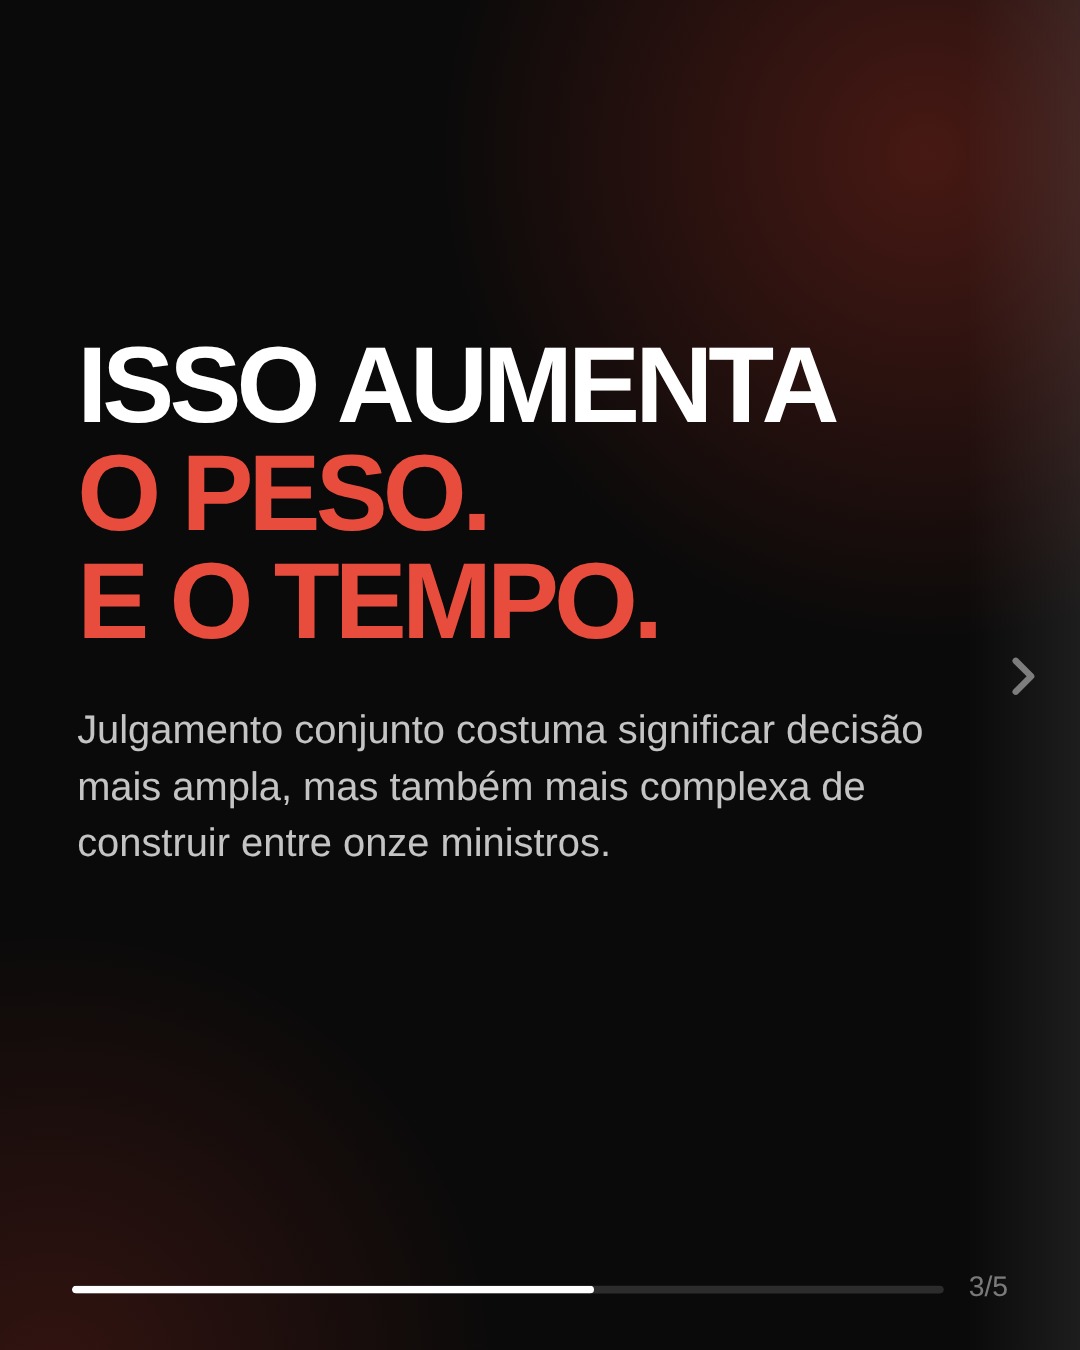 ISSO AUMENTA
O PESO.
E O TEMPO.
Julgamento conjunto costuma significar decisão
mais ampla, mas também mais complexa de
construir entre onze ministros.
3/5